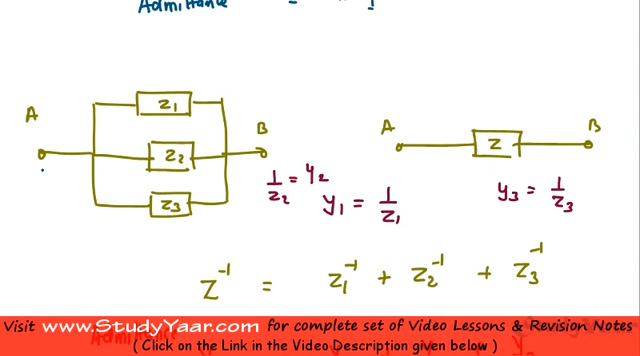 Admittance =
A Z1 Z2 Z3 B
A Z B
1/Z2 = Y2
Y1 = 1/Z1
Y3 = 1/Z3
Z^-1 = Z1^-1 + Z2^-1 + Z3^-1
Visit www.StudyYaar.com for complete set of Video Lessons & Revision Notes
( Click on the Link in the Video Description given below )